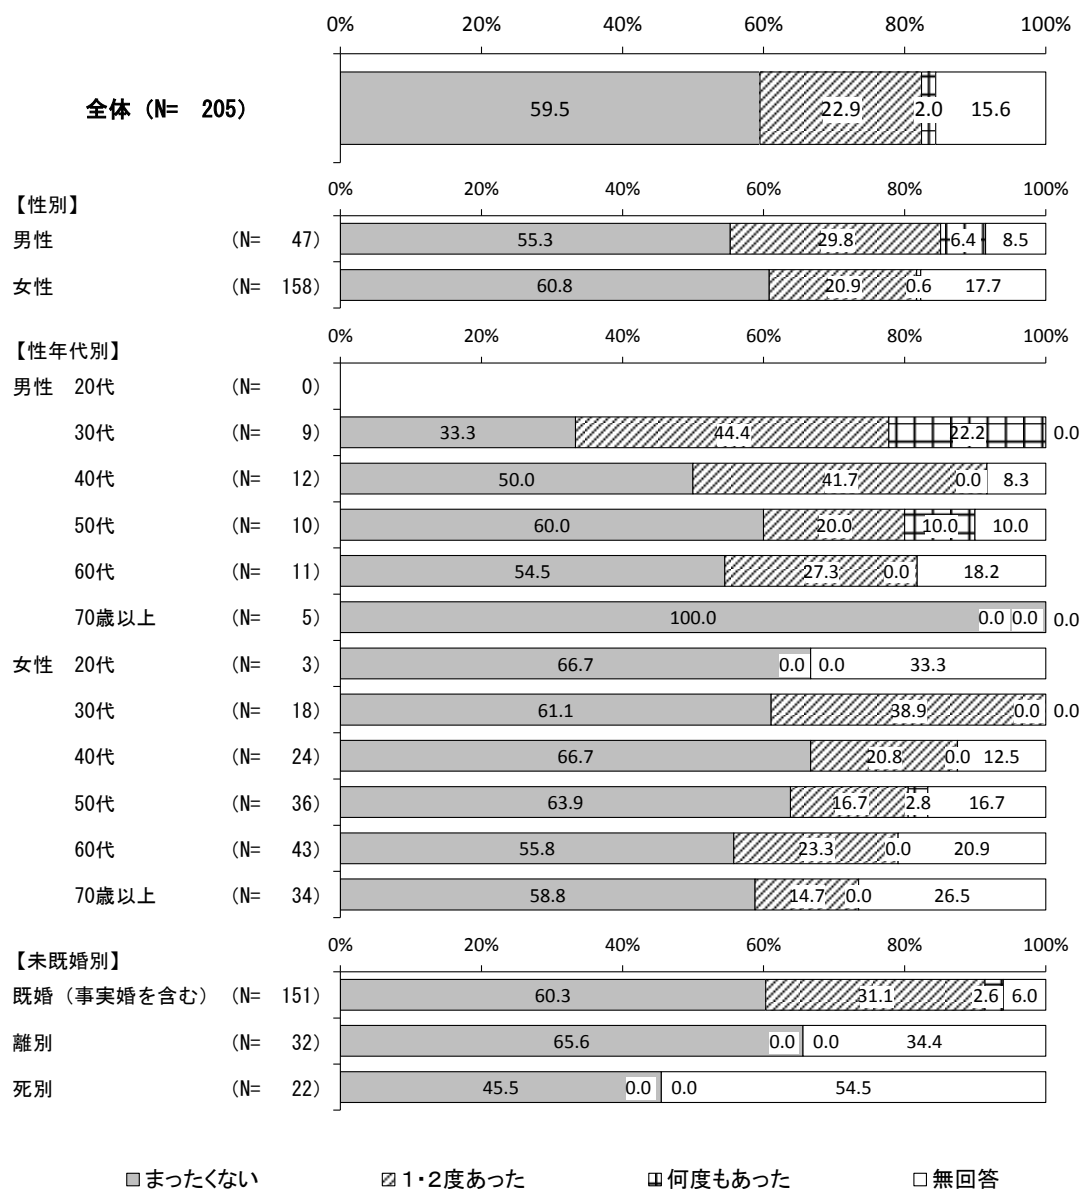 0% 20% 40% 60% 80% 100%
全体（N= 205） 59.5 22.9 2.0 15.6
0% 20% 40% 60% 80% 100%
【性別】
男性 （N= 47） 55.3 29.8 6.4 8.5
女性 （N= 158） 60.8 20.9 0.6 17.7
0% 20% 40% 60% 80% 100%
【性年代別】
男性 20代 （N= 0）
30代 （N= 9） 33.3 44.4 22.2 0.0
40代 （N= 12） 50.0 41.7 0.0 8.3
50代 （N= 10） 60.0 20.0 10.0 10.0
60代 （N= 11） 54.5 27.3 0.0 18.2
70歳以上 （N= 5） 100.0 0.0 0.0 0.0
女性 20代 （N= 3） 66.7 0.0 0.0 33.3
30代 （N= 18） 61.1 38.9 0.0 0.0
40代 （N= 24） 66.7 20.8 0.0 12.5
50代 （N= 36） 63.9 16.7 2.8 16.7
60代 （N= 43） 55.8 23.3 0.0 20.9
70歳以上 （N= 34） 58.8 14.7 0.0 26.5
0% 20% 40% 60% 80% 100%
【未既婚別】
既婚（事実婚を含む） （N= 151） 60.3 31.1 2.6 6.0
離別 （N= 32） 65.6 0.0 0.0 34.4
死別 （N= 22） 45.5 0.0 0.0 54.5
まったくない １・２度あった 何度もあった 無回答